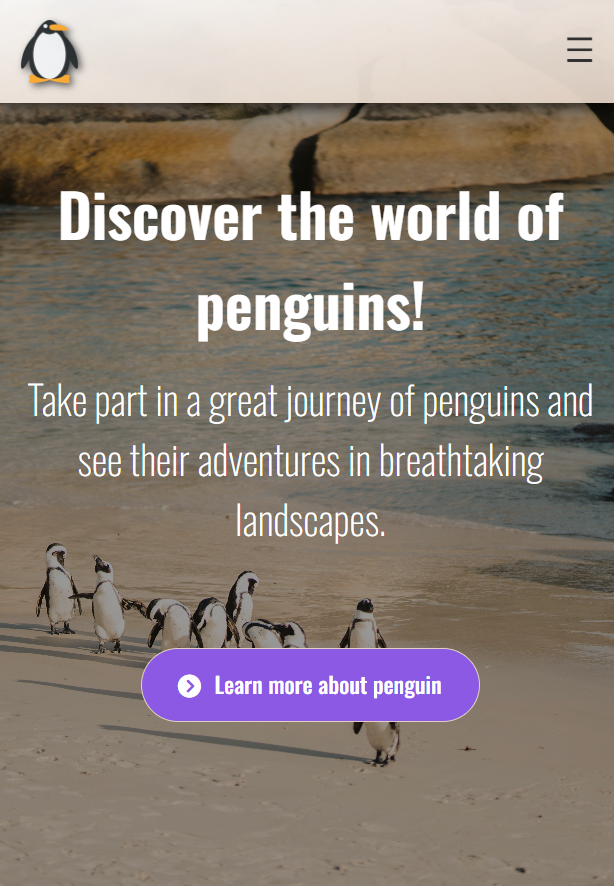 Discover the world of
penguins!
Take part in a great journey of penguins and
see their adventures in breathtaking
landscapes.
Learn more about penguin